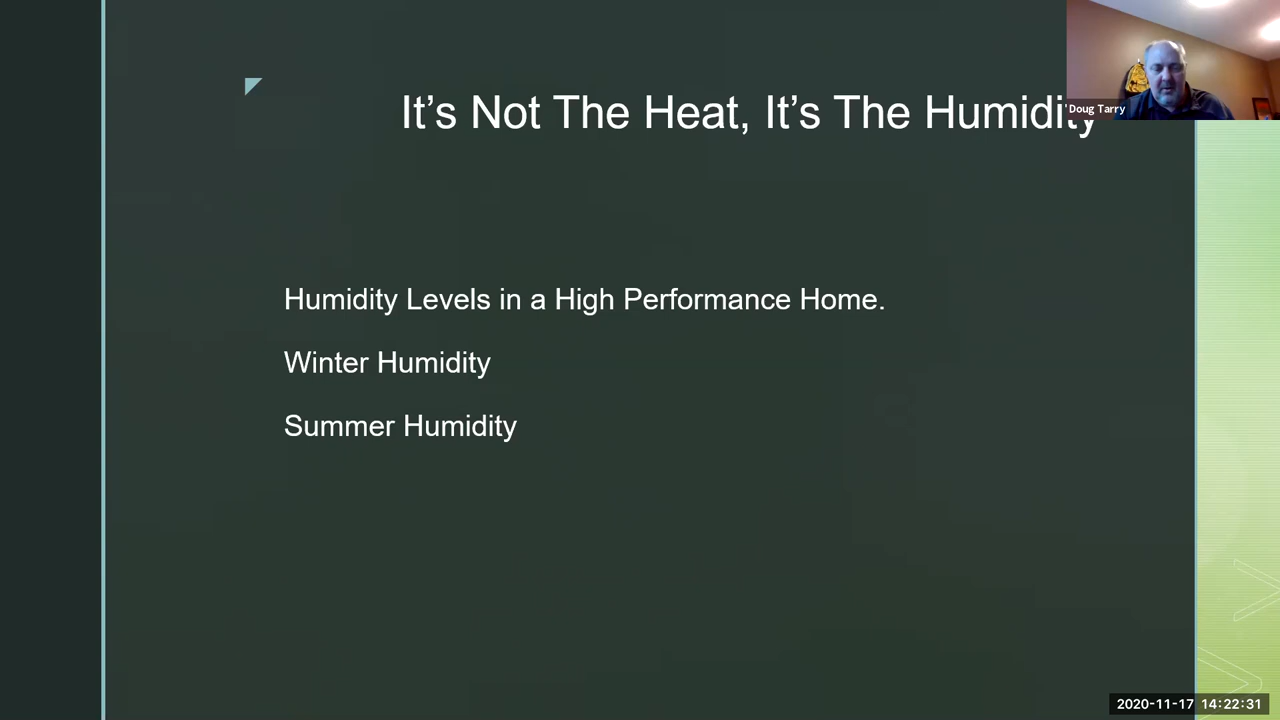 It's Not The Heat, It's The Humidity
Doug Tarry
Humidity Levels in a High Performance Home.
Winter Humidity
Summer Humidity
2020-11-17 14:22:31